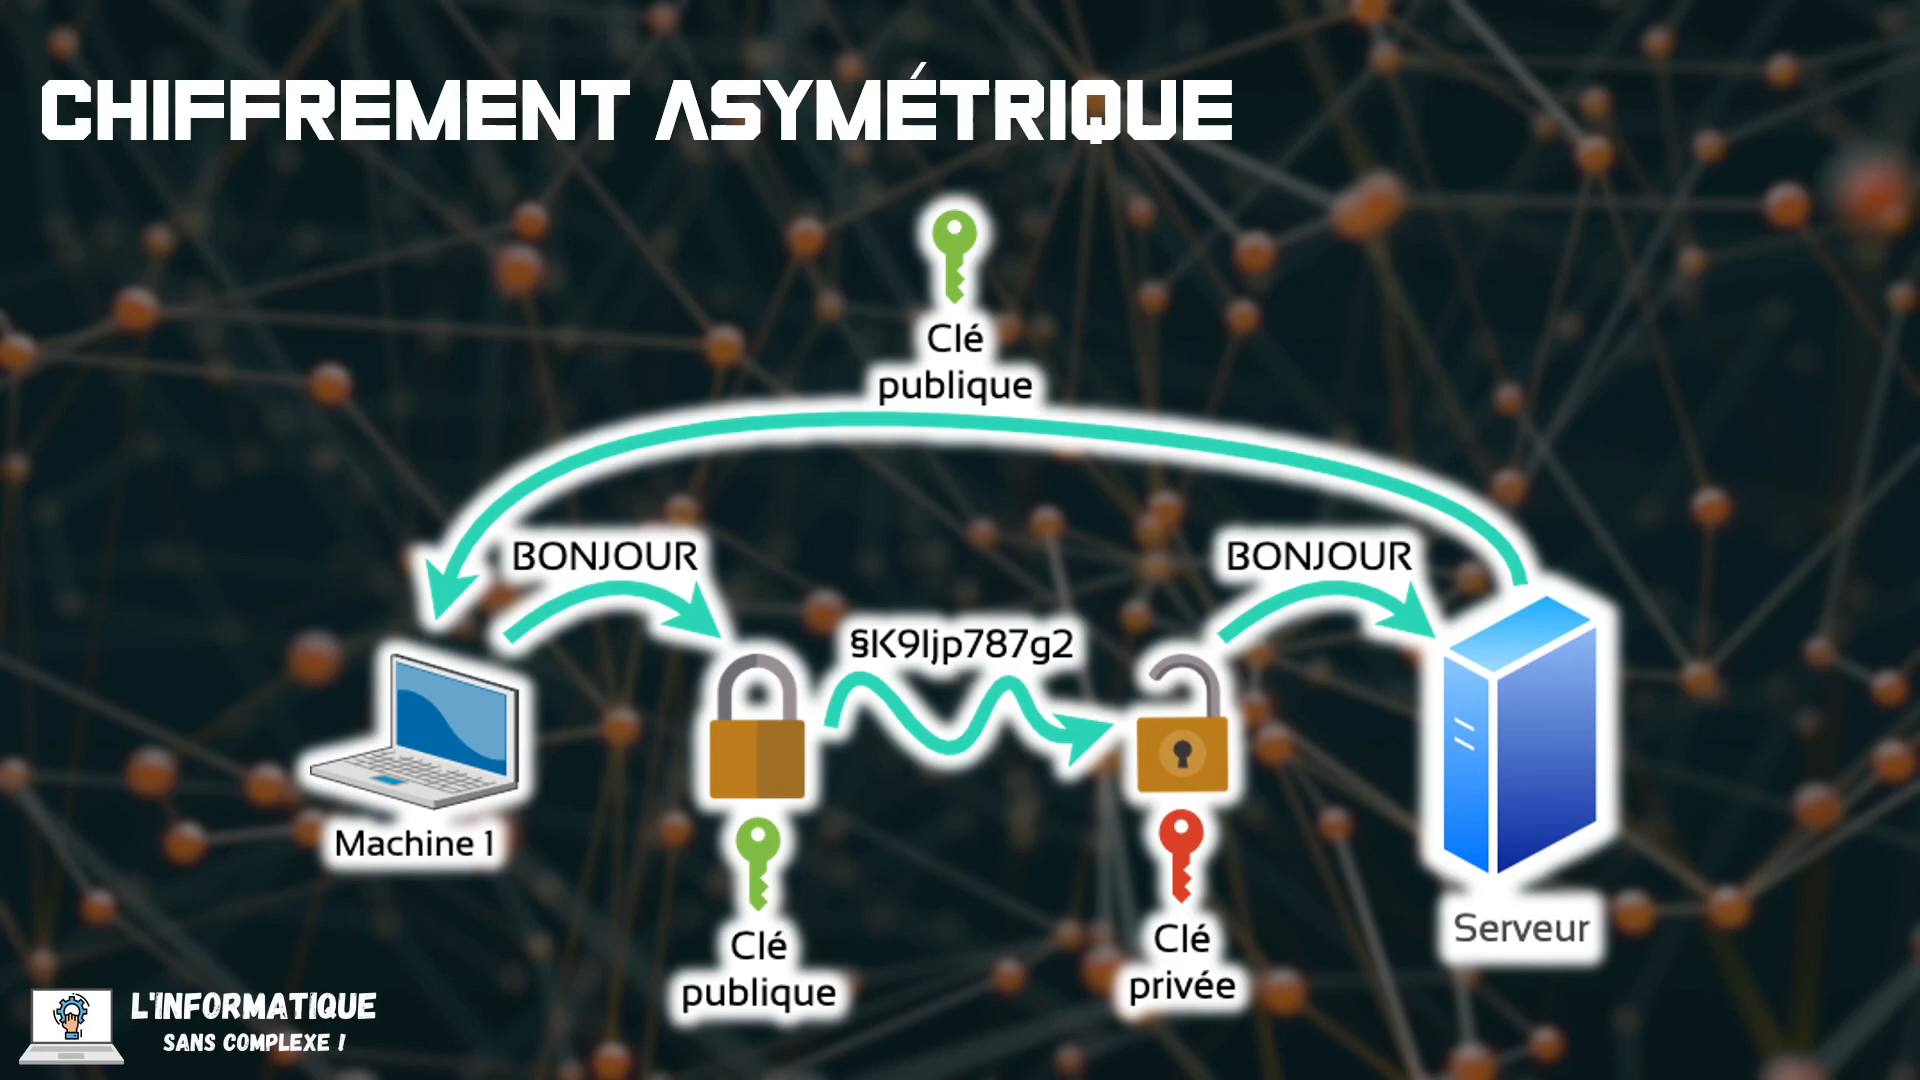 CHIFFREMENT ASYMÉTRIQUE
Clé
publique
BONJOUR
BONJOUR
§K9ljp787g2
Machine 1
Clé
publique
Clé
privée
Serveur
L'INFORMATIQUE
SANS COMPLEXE !